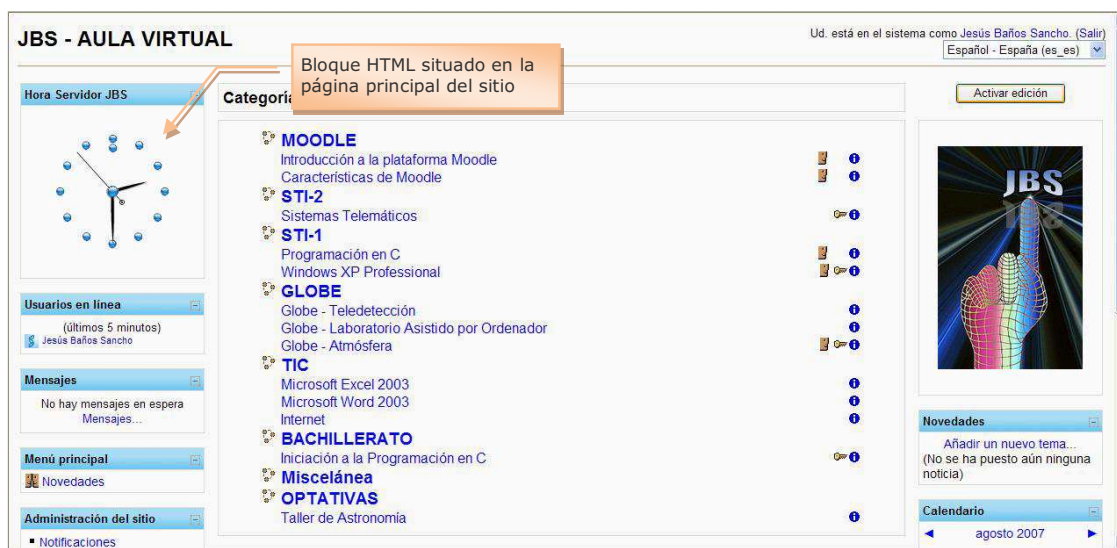 JBS - AULA VIRTUAL
Ud. está en el sistema como Jesús Baños Sancho. (Salir)
Español - España (es_es)
Bloque HTML situado en la
página principal del sitio
Hora Servidor JBS
Categorí
Activar edición
MOODLE
Introducción a la plataforma Moodle
Características de Moodle
STI-2
Sistemas Telemáticos
STI-1
Programación en C
Windows XP Professional
GLOBE
Globe - Teledetección
Globe - Laboratorio Asistido por Ordenador
Globe - Atmósfera
TIC
Microsoft Excel 2003
Microsoft Word 2003
Internet
BACHILLERATO
Iniciación a la Programación en C
Miscelánea
OPTATIVAS
Taller de Astronomía
Usuarios en línea
(últimos 5 minutos)
Jesús Baños Sancho
Mensajes
No hay mensajes en espera
Mensajes...
Menú principal
Novedades
Administración del sitio
Notificaciones
JBS
Novedades
Añadir un nuevo tema...
(No se ha puesto aún ninguna
noticia)
Calendario
agosto 2007